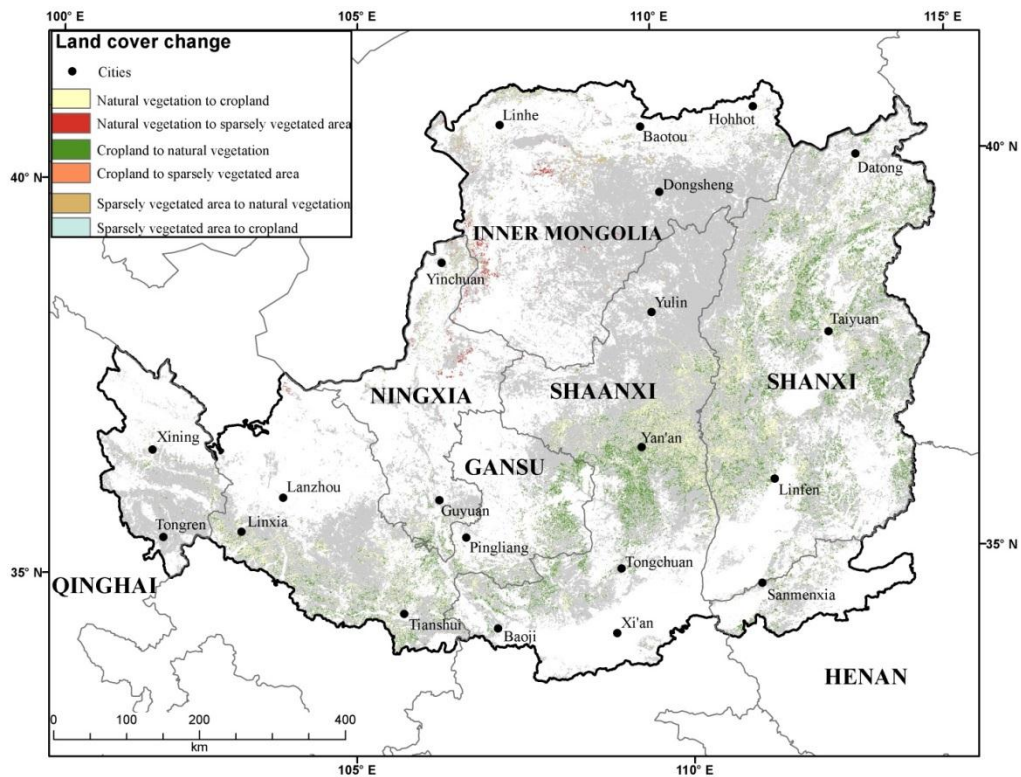 100° E 105° E 110° E 115° E
Land cover change
Cities
Natural vegetation to cropland
Natural vegetation to sparsely vegetated area
Cropland to natural vegetation
Cropland to sparsely vegetated area
Sparsely vegetated area to natural vegetation
Sparsely vegetated area to cropland
Hohhot
Linhe
Baotou
40° N
40° N
Datong
Dongsheng
INNER MONGOLIA
Yinchuan
Yulin
Taiyuan
NINGXIA
SHAANXI
SHANXI
Xining
Yan'an
GANSU
Lanzhou
Linfen
Guyuan
Linxia
Tongren
Pingliang
35° N
Tongchuan
35° N
QINGHAI
Sanmenxia
Tianshui
Baoji
Xi'an
HENAN
0 100 200 400
km
105° E 110° E